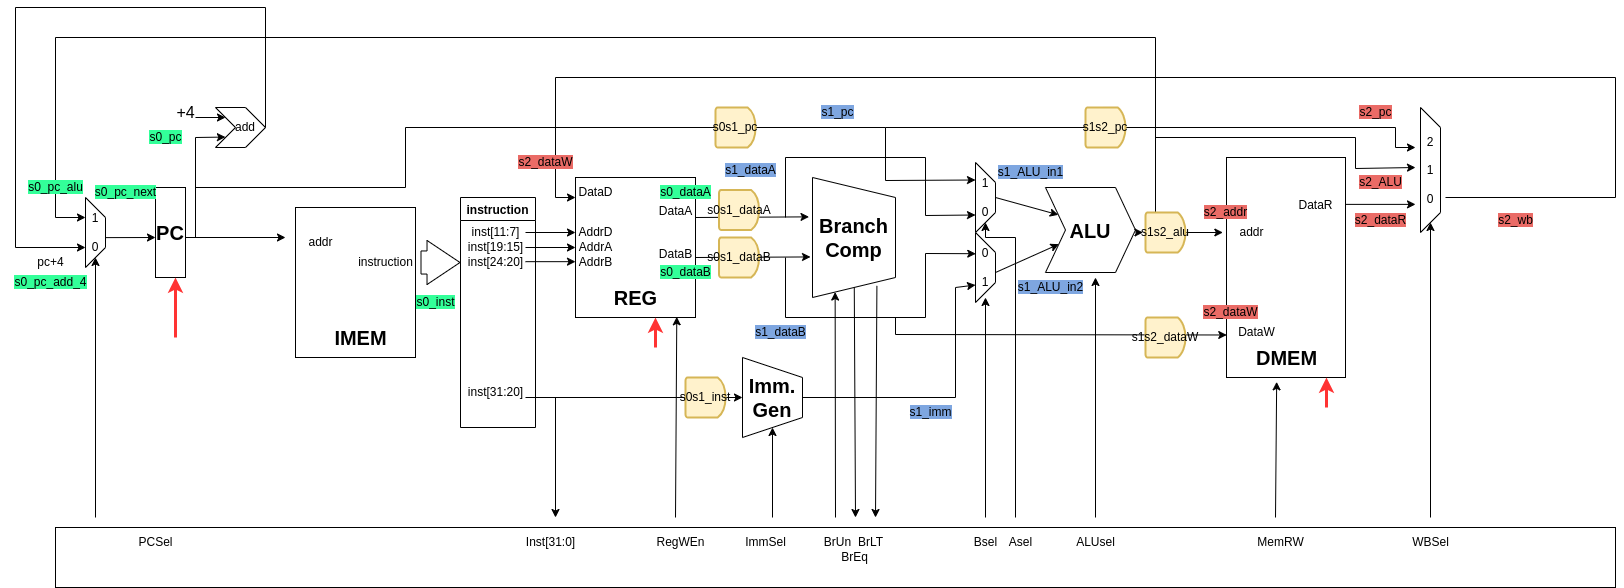 +4
add
s0_pc
s0s1_pc
s1_pc
s1s2_pc
s2_pc
2
1
0
s2_dataW
s1_dataA
s1_ALU_in1
s2_ALU
s0_pc_alu
s0_pc_next
DataD
s0_dataA
DataA
s0s1_dataA
1
0
s2_addr
DataR
s2_dataR
s2_wb
1
0
PC
instruction
inst[11:7]
inst[19:15]
inst[24:20]
AddrD
AddrA
AddrB
DataB
s0_dataB
s0s1_dataB
Branch
Comp
0
1
ALU
s1s2_alu
addr
addr
instruction
pc+4
s0_pc_add_4
s0_inst
REG
s1_ALU_in2
s2_dataW
IMEM
s1_dataB
s1s2_dataW
DataW
DMEM
inst[31:20]
s0s1_inst
Imm.
Gen
s1_imm
PCSel
Inst[31:0]
RegWEn
ImmSel
BrUn
BrLT
BrEq
Bsel
Asel
ALUsel
MemRW
WBSel